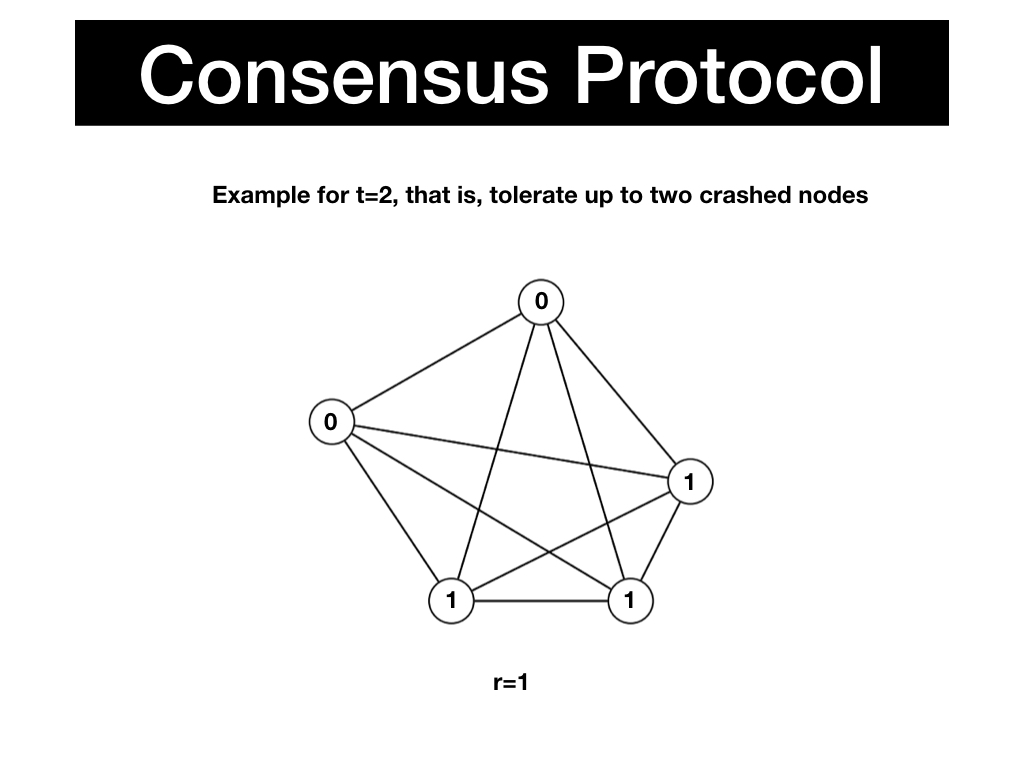 Consensus Protocol
Example for t=2, that is, tolerate up to two crashed nodes
0
0
1
1
1
r=1